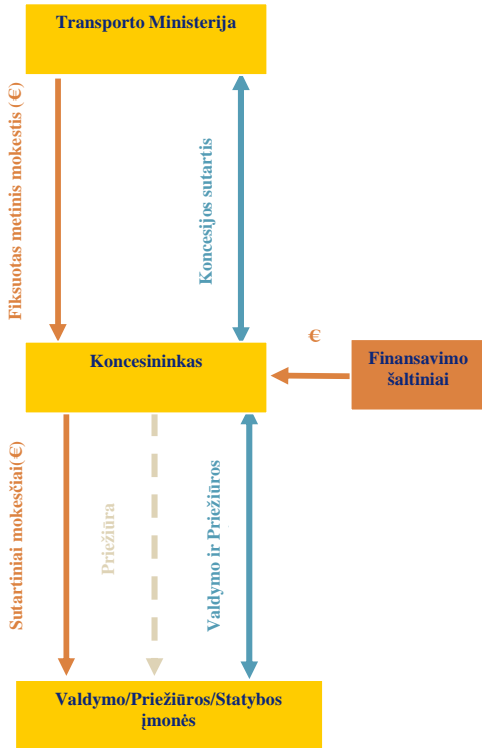 Transporto Ministerija
Fiksuotas metinis mokestis (€)
Koncesijos sutartis
€
Koncesininkas
Finansavimo
šaltiniai
Sutartiniai mokesčiai(€)
Priežiūra
Valdymo ir Priežiūros
Valdymo/Priežiūros/Statybos
įmonės